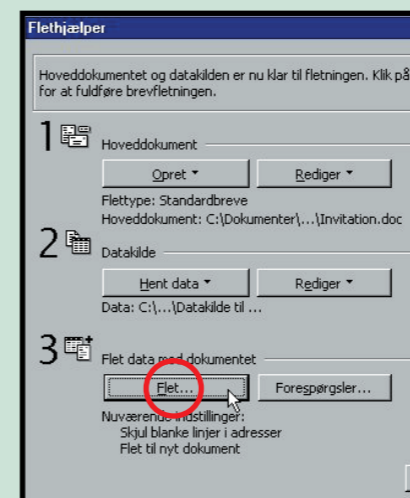 Flethjælper
Hoveddokumentet og datakilden er nu klar til fletningen. Klik på
for at fuldføre brevfletningen.
1
Hoveddokument
Opret
Rediger
Flettype: Standardbreve
Hoveddokument: C:\Dokumenter\...\Invitation.doc
2
Datakilde
Hent data
Rediger
Data: C:\...\Datakilde til ...
3
Flet data med dokumentet
Flet...
Forespørgsler...
Nuværende indstillinger:
Skjul blanke linjer i adresser
Flet til nyt dokument